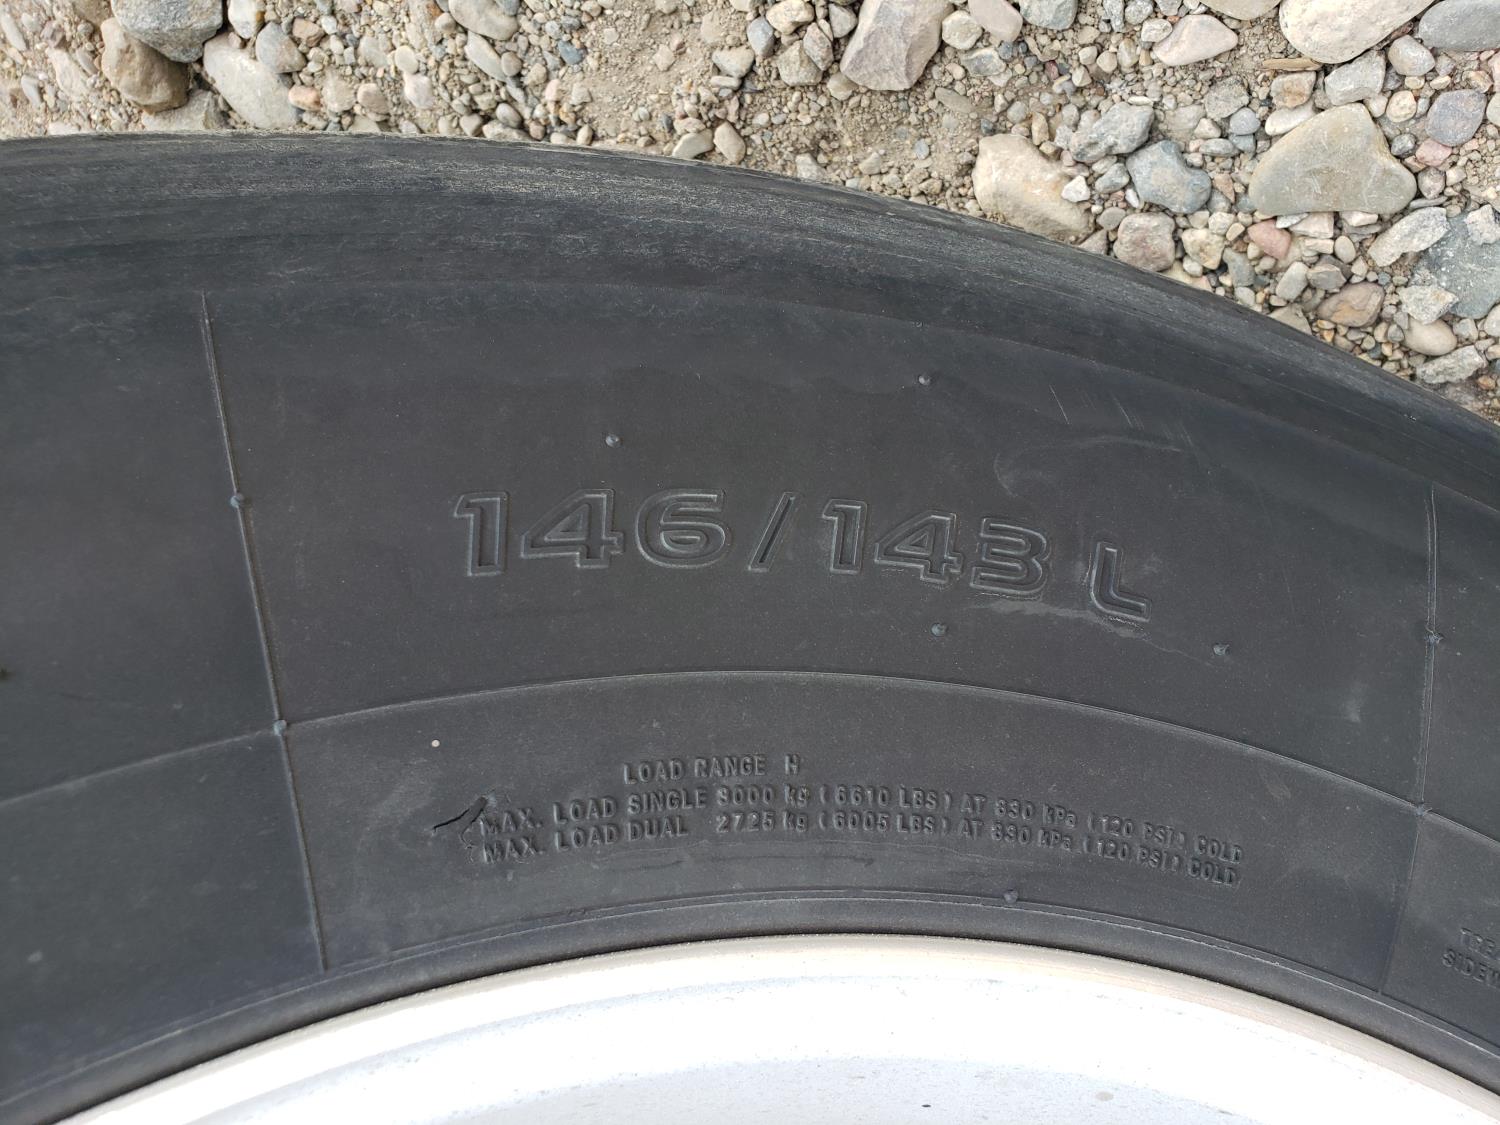 146/143 L
LOAD RANGE H
MAX. LOAD SINGLE 3000 kg (6610 LBS) AT 830 kPa (120 PSI) COLD
MAX. LOAD DUAL 2725 kg (6005 LBS) AT 830 kPa (120 PSI) COLD